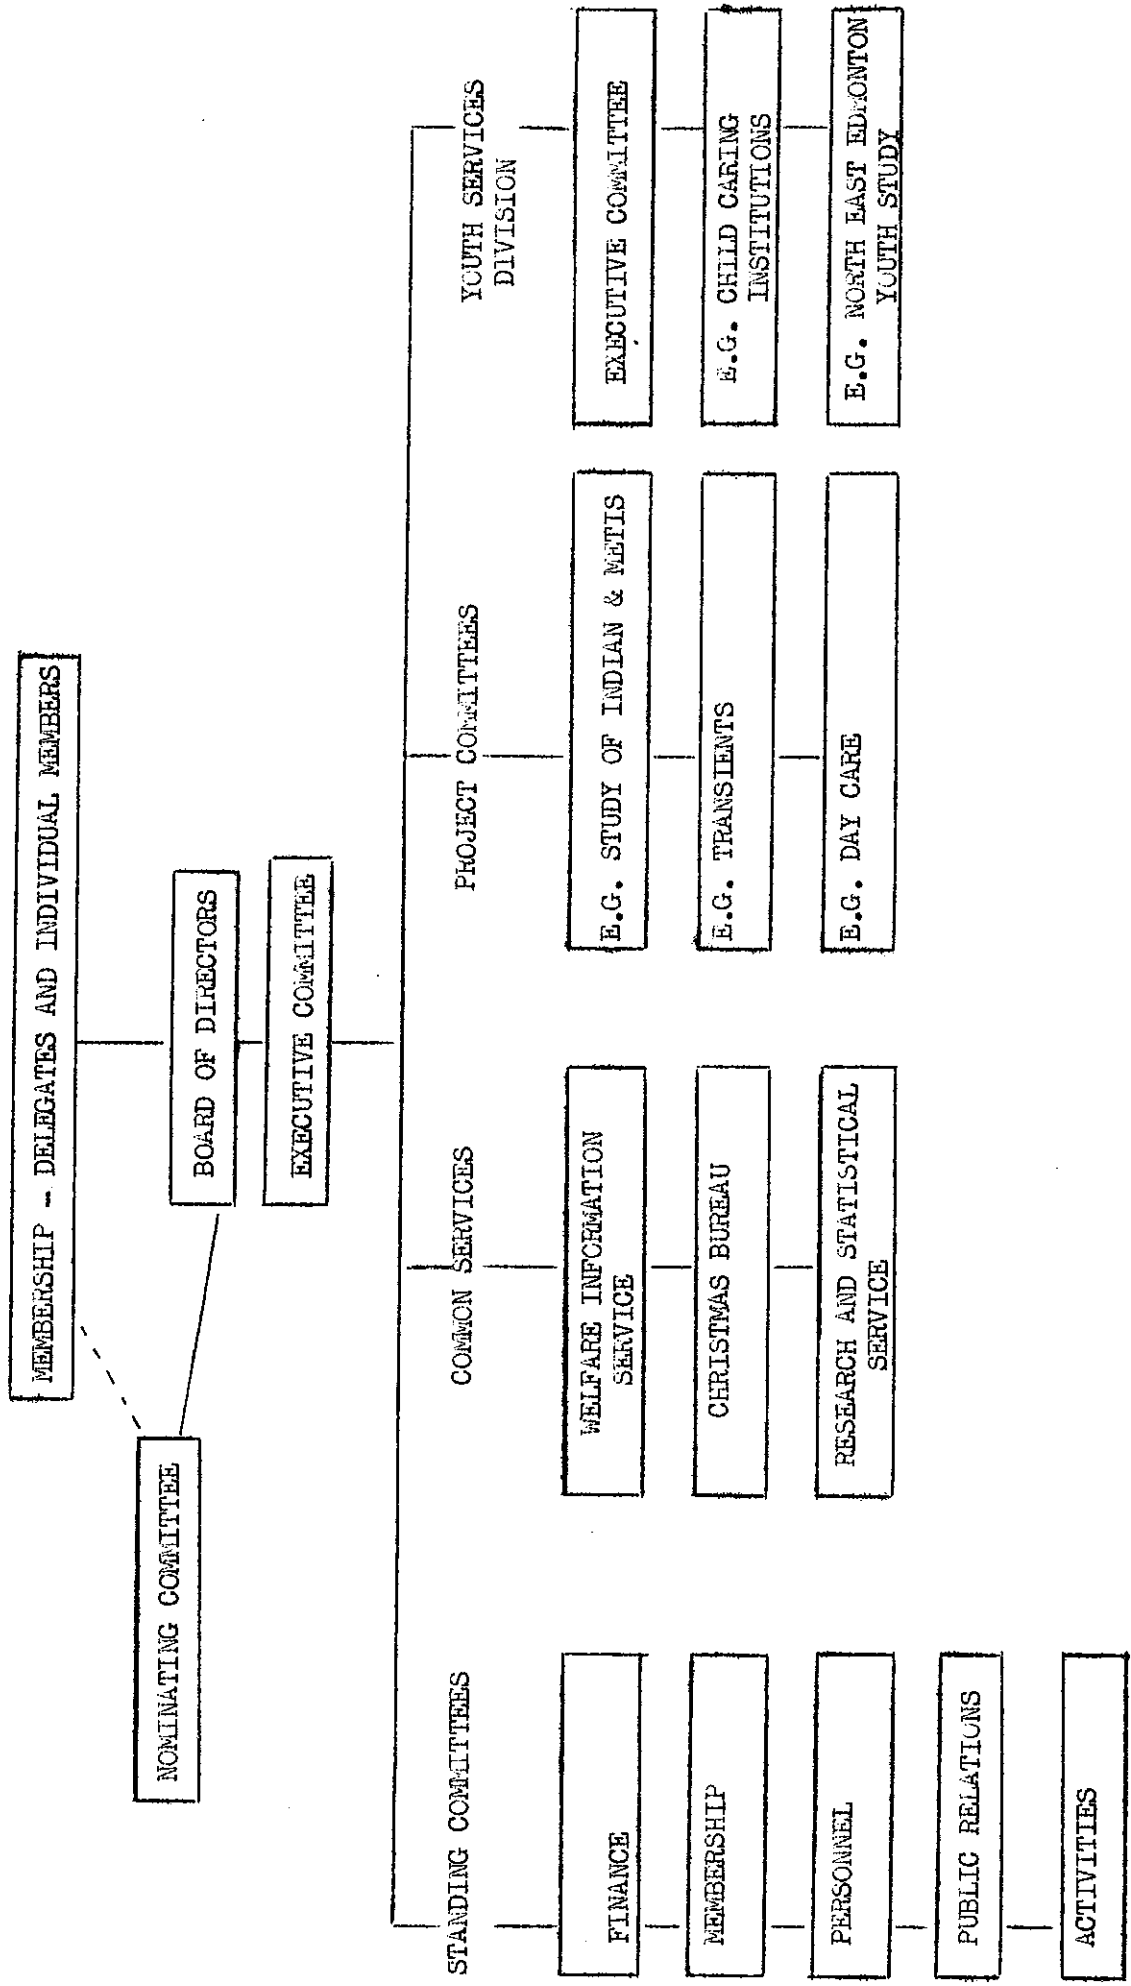 MEMBERSHIP - DELEGATES AND INDIVIDUAL MEMBERS
NOMINATING COMMITTEE
BOARD OF DIRECTORS
EXECUTIVE COMMITTEE
STANDING COMMITTEES
FINANCE
MEMBERSHIP
PERSONNEL
PUBLIC RELATIONS
ACTIVITIES
COMMON SERVICES
WELFARE INFORMATION
SERVICE
CHRISTMAS BUREAU
RESEARCH AND STATISTICAL
SERVICE
PROJECT COMMITTEES
E.G. STUDY OF INDIAN & METIS
E.G. TRANSIENTS
E.G. DAY CARE
YOUTH SERVICES
DIVISION
EXECUTIVE COMMITTEE
E.G. CHILD CARING
INSTITUTIONS
E.G. NORTH EAST EDMONTON
YOUTH STUDY